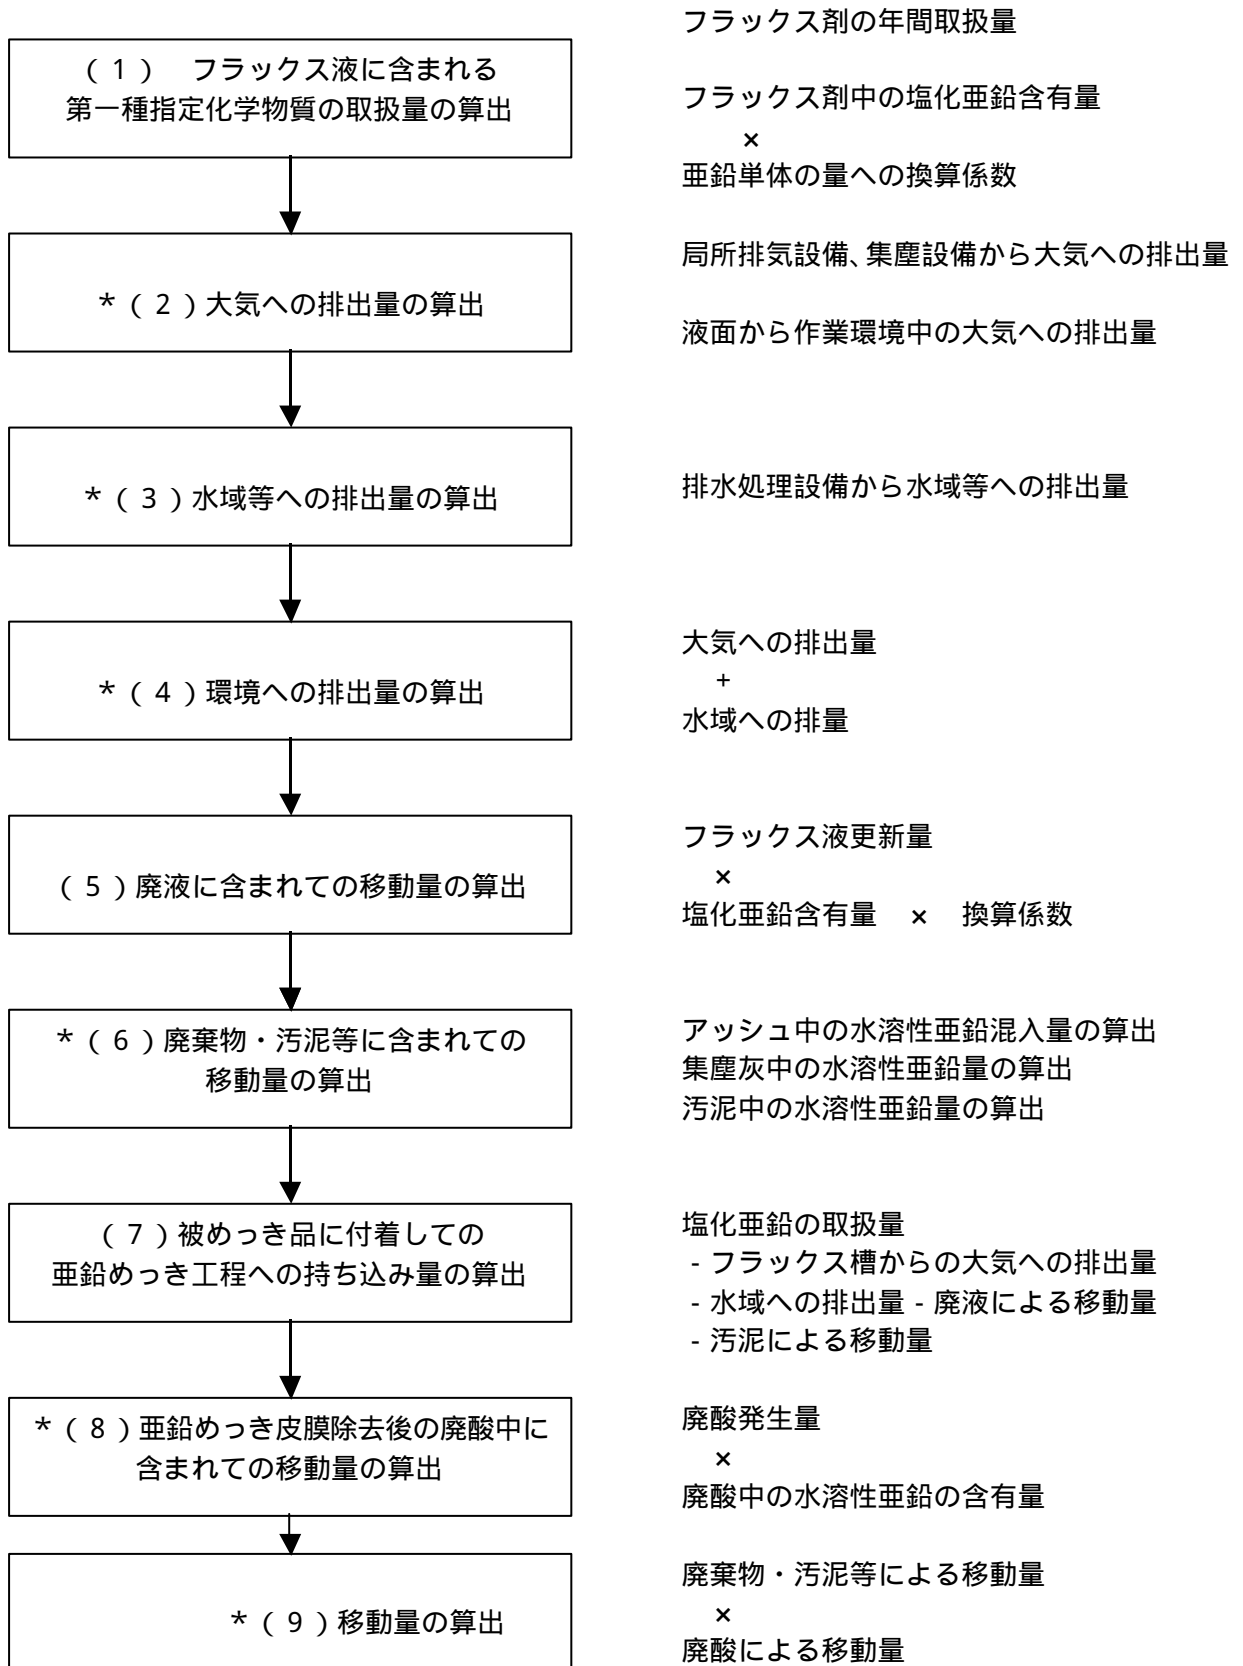 フラックス剤の年間取扱量
(1) フラックス液に含まれる
第一種指定化学物質の取扱量の算出
フラックス剤中の塩化亜鉛含有量
×
亜鉛単体の量への換算係数
*(2)大気への排出量の算出
局所排気設備、集塵設備から大気への排出量
液面から作業環境中の大気への排出量
*(3)水域等への排出量の算出
排水処理設備から水域等への排出量
*(4)環境への排出量の算出
大気への排出量
+
水域への排量
(5)廃液に含まれての移動量の算出
フラックス液更新量
×
塩化亜鉛含有量 × 換算係数
*(6)廃棄物・汚泥等に含まれての
移動量の算出
アッシュ中の水溶性亜鉛混入量の算出
集塵灰中の水溶性亜鉛量の算出
汚泥中の水溶性亜鉛量の算出
(7)被めっき品に付着しての
亜鉛めっき工程への持ち込み量の算出
塩化亜鉛の取扱量
- フラックス槽からの大気への排出量
- 水域への排出量 - 廃液による移動量
- 汚泥による移動量
*(8)亜鉛めっき皮膜除去後の廃酸中に
含まれての移動量の算出
廃酸発生量
×
廃酸中の水溶性亜鉛の含有量
*(9)移動量の算出
廃棄物・汚泥等による移動量
×
廃酸による移動量